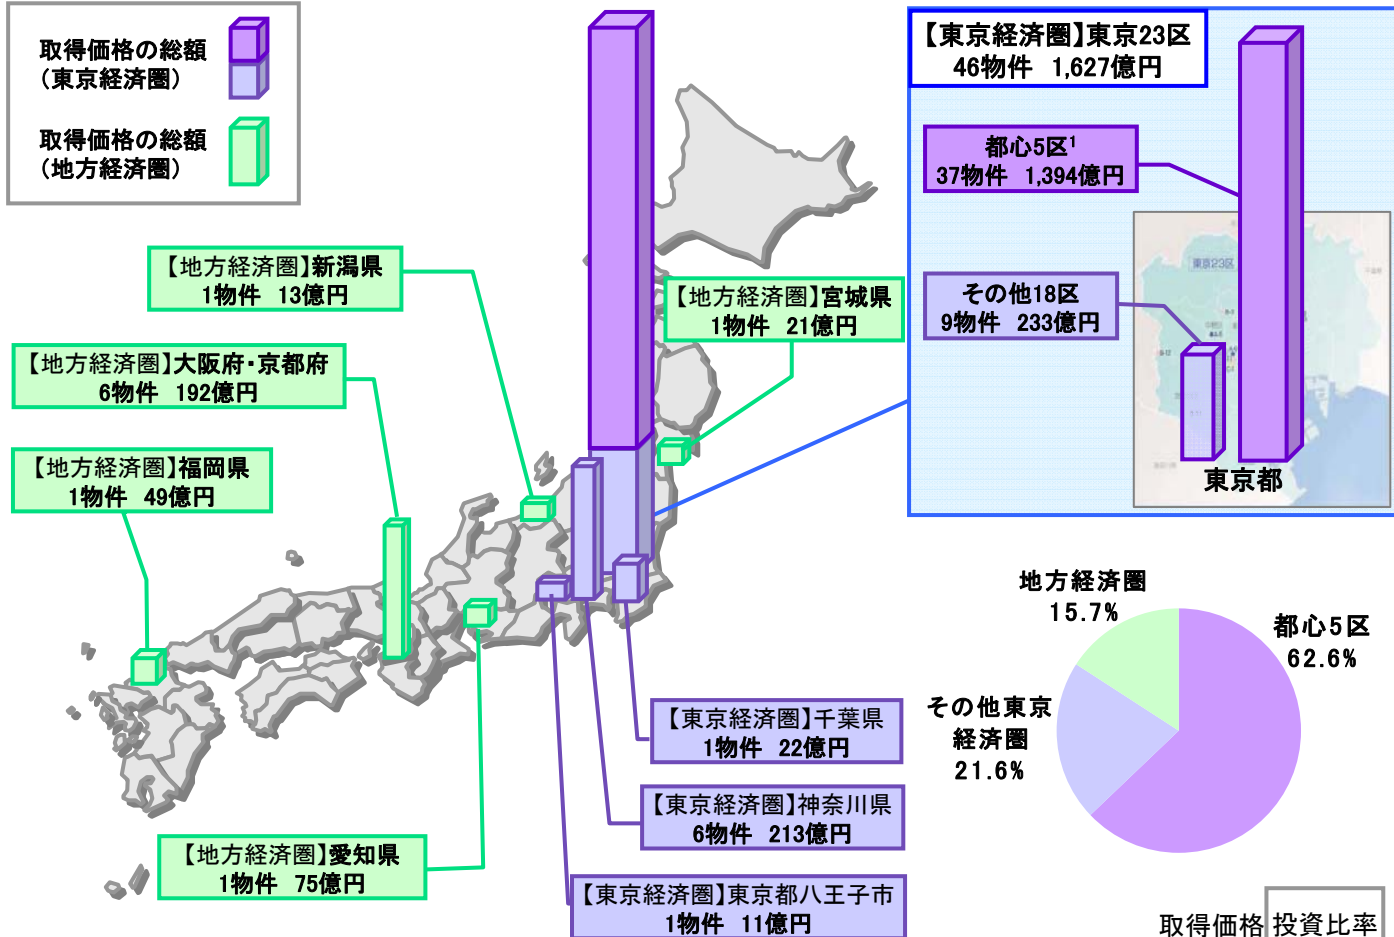 取得価格の総額
(東京経済圏)
取得価格の総額
(地方経済圏)
【東京経済圏】東京23区
46物件 1,627億円
都心5区¹
37物件 1,394億円
その他18区
9物件 233億円
東京23区
東京都
【地方経済圏】新潟県
1物件 13億円
【地方経済圏】宮城県
1物件 21億円
【地方経済圏】大阪府・京都府
6物件 192億円
【地方経済圏】福岡県
1物件 49億円
【東京経済圏】千葉県
1物件 22億円
【東京経済圏】神奈川県
6物件 213億円
【地方経済圏】愛知県
1物件 75億円
【東京経済圏】東京都八王子市
1物件 11億円
地方経済圏
15.7%
都心5区
62.6%
その他東京
経済圏
21.6%
取得価格 投資比率